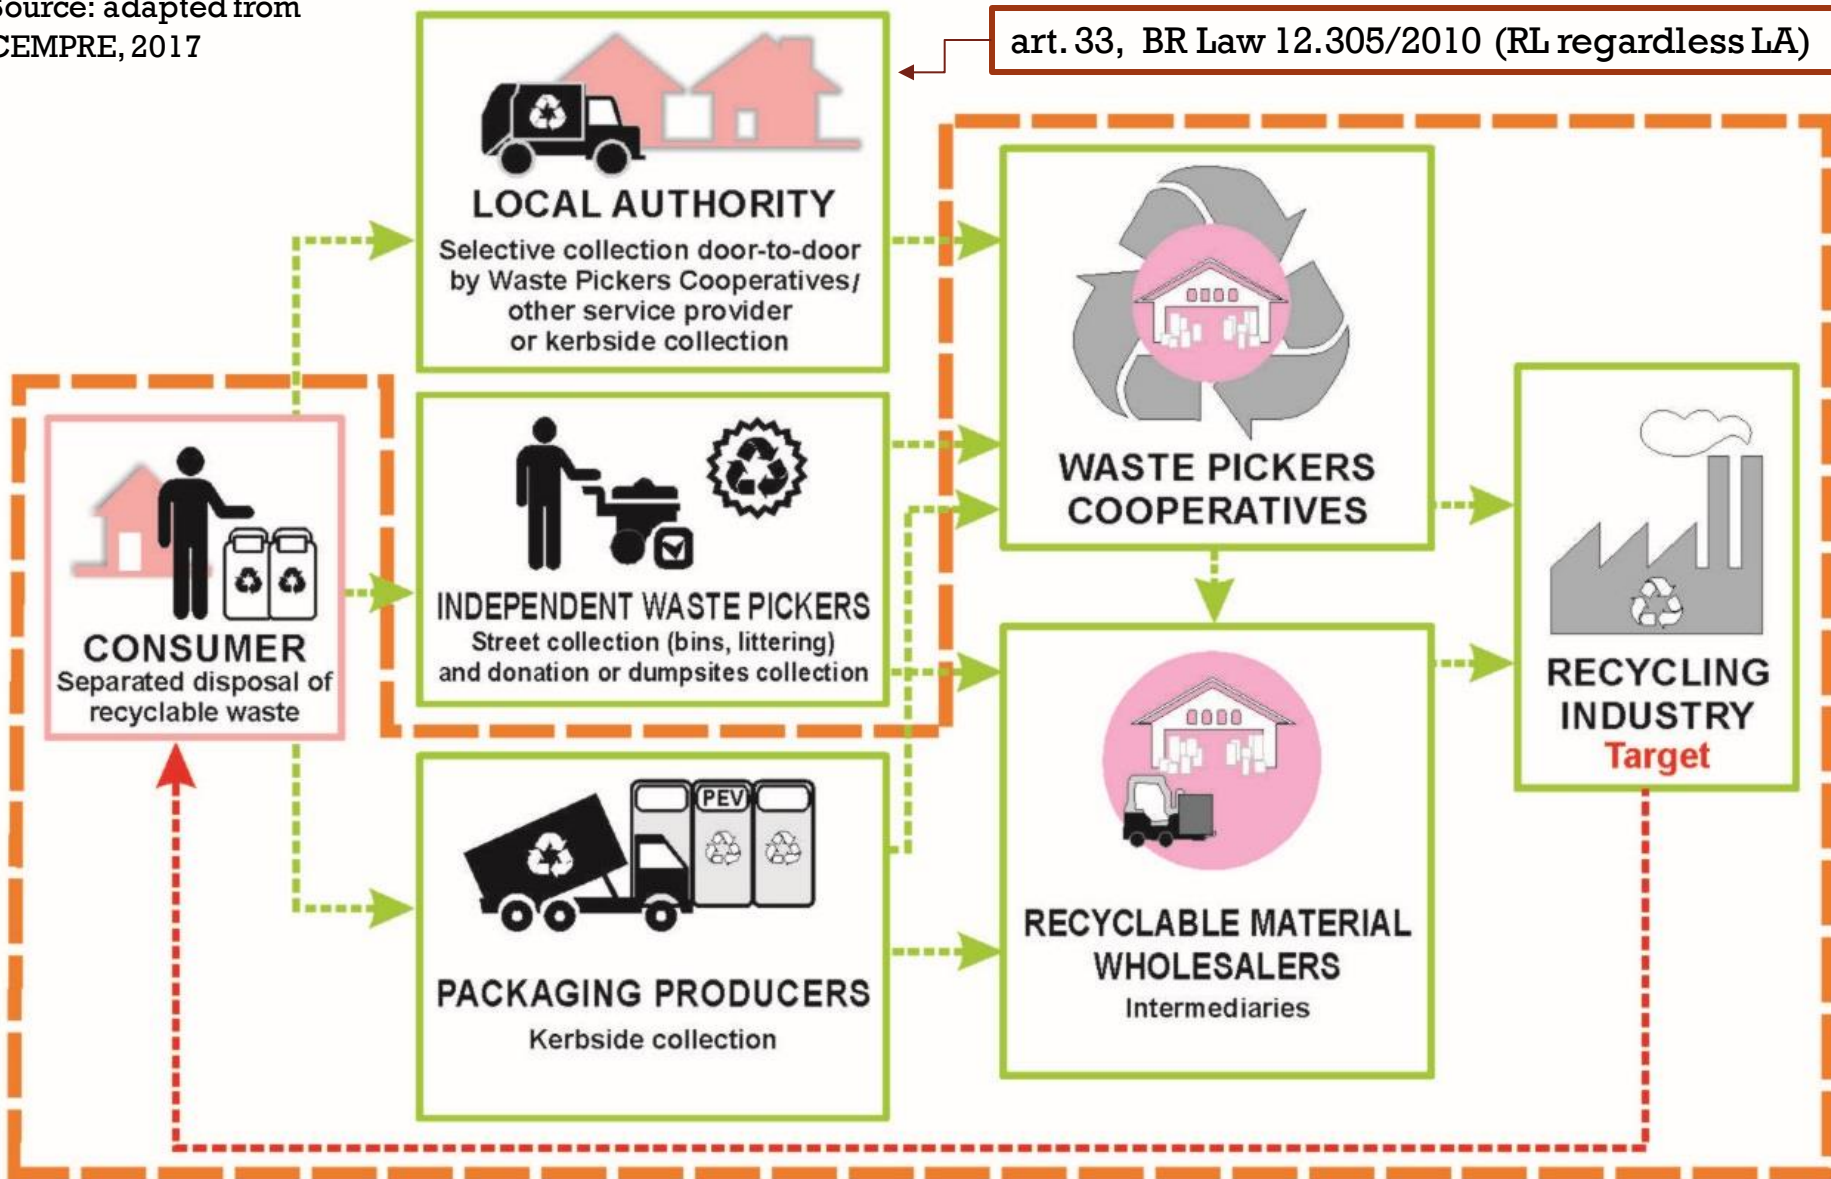 Source: adapted from
CEMPRE, 2017
art. 33, BR Law 12.305/2010 (RL regardless LA)
LOCAL AUTHORITY
Selective collection door-to-door
by Waste Pickers Cooperatives/
other service provider
or kerbside collection
CONSUMER
Separated disposal of
recyclable waste
INDEPENDENT WASTE PICKERS
Street collection (bins, littering)
and donation or dumpsites collection
PEV
PACKAGING PRODUCERS
Kerbside collection
WASTE PICKERS
COOPERATIVES
RECYCLABLE MATERIAL
WHOLESALERS
Intermediaries
RECYCLING
INDUSTRY
Target